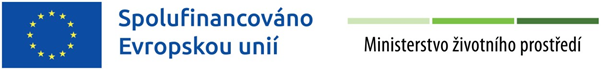 Spolufinancováno
Evropskou unií
Ministerstvo životního prostředí